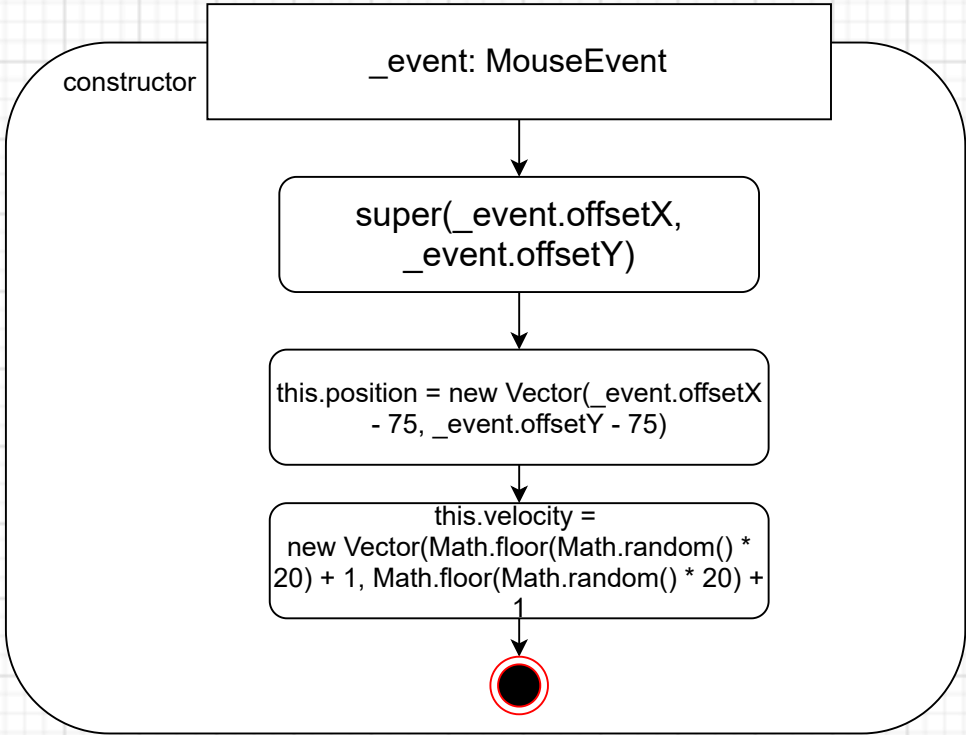 _event: MouseEvent
constructor
super(_event.offsetX,
_event.offsetY)
this.position = new Vector(_event.offsetX
- 75, _event.offsetY - 75)
this.velocity =
new Vector(Math.floor(Math.random() *
20) + 1, Math.floor(Math.random() * 20) +
1